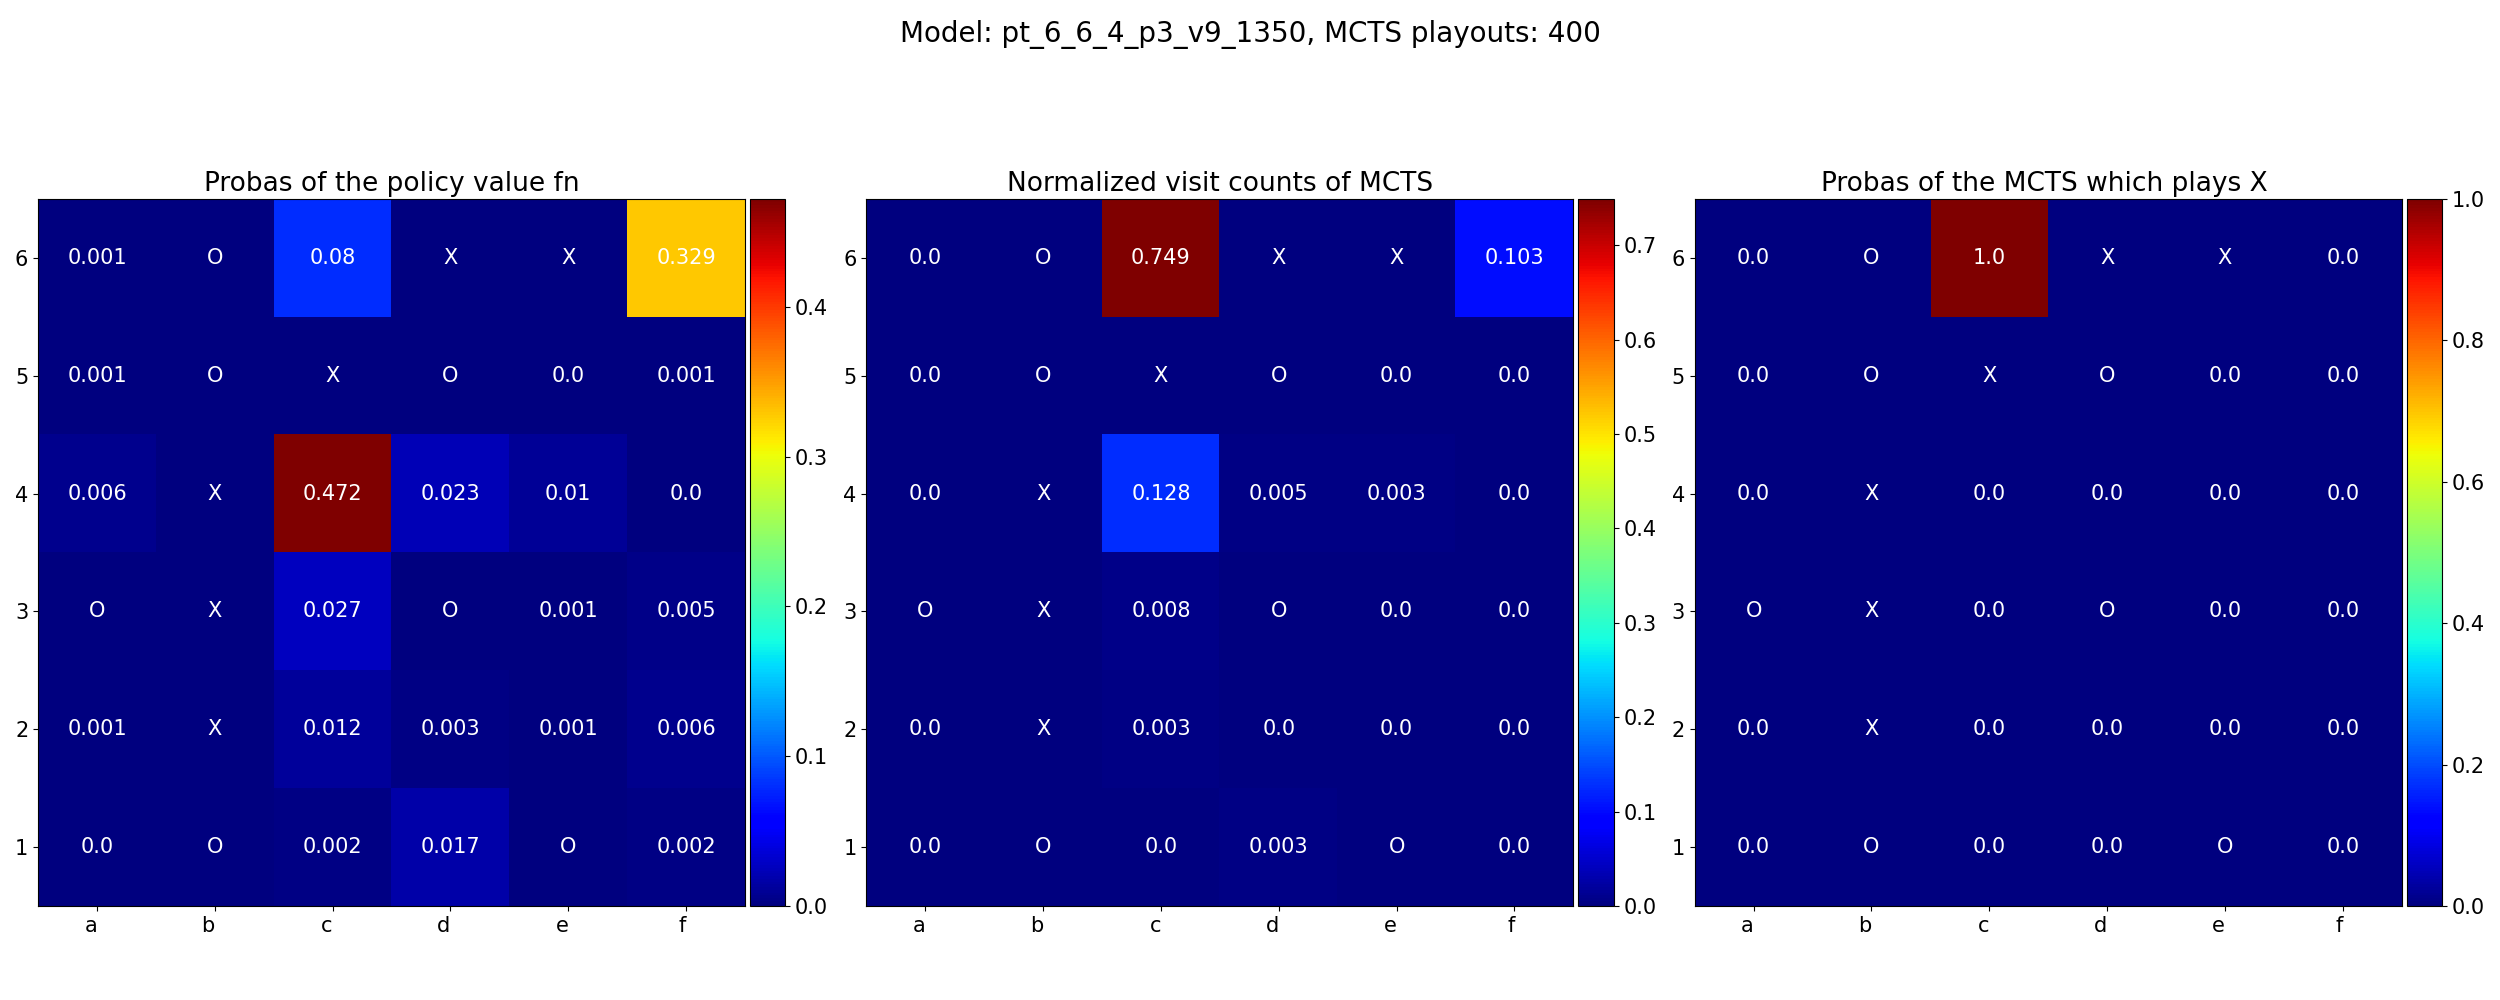 Model: pt_6_6_4_p3_v9_1350, MCTS playouts: 400
Probas of the policy value fn
6 0.001 O 0.08 X X 0.329
5 0.001 O X O 0.0 0.001
4 0.006 X 0.472 0.023 0.01 0.0
3 O X 0.027 O 0.001 0.005
2 0.001 X 0.012 0.003 0.001 0.006
1 0.0 O 0.002 0.017 O 0.002
a b c d e f
0.4
0.3
0.2
0.1
0.0
Normalized visit counts of MCTS
6 0.0 O 0.749 X X 0.103
5 0.0 O X O 0.0 0.0
4 0.0 X 0.128 0.005 0.003 0.0
3 O X 0.008 O 0.0 0.0
2 0.0 X 0.003 0.0 0.0 0.0
1 0.0 O 0.0 0.003 O 0.0
a b c d e f
0.7
0.6
0.5
0.4
0.3
0.2
0.1
0.0
Probas of the MCTS which plays X
6 0.0 O 1.0 X X 0.0
5 0.0 O X O 0.0 0.0
4 0.0 X 0.0 0.0 0.0 0.0
3 O X 0.0 O 0.0 0.0
2 0.0 X 0.0 0.0 0.0 0.0
1 0.0 O 0.0 0.0 O 0.0
a b c d e f
1.0
0.8
0.6
0.4
0.2
0.0